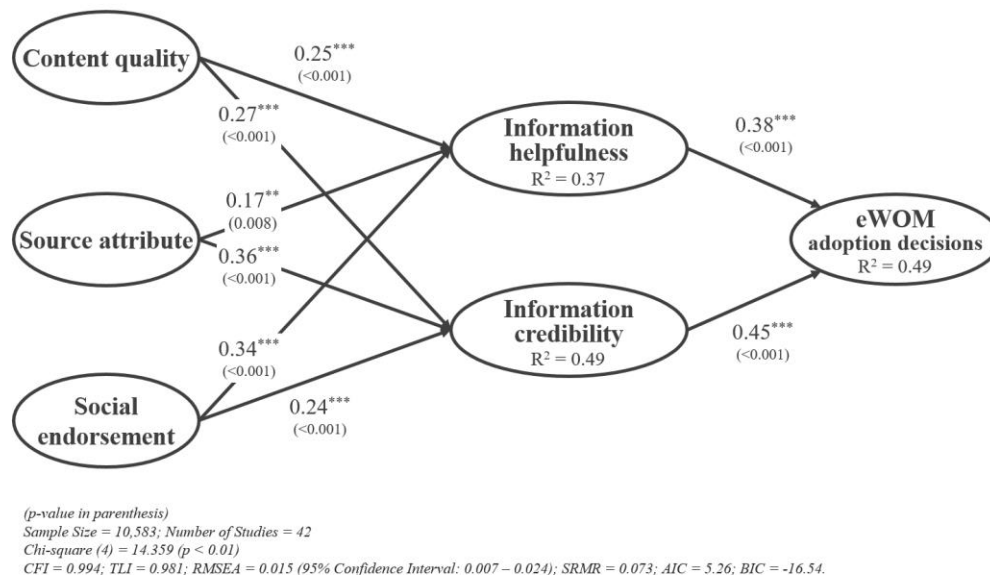 Content quality
0.25***
(<0.001)
0.27***
(<0.001)
Information
helpfulness
R² = 0.37
0.38***
(<0.001)
0.17**
(0.008)
Source attribute
0.36***
(<0.001)
eWOM
adoption decisions
R² = 0.49
Information
credibility
R² = 0.49
0.45***
(<0.001)
0.34***
(<0.001)
0.24***
(<0.001)
Social
endorsement
(p-value in parenthesis)
Sample Size = 10,583; Number of Studies = 42
Chi-square (4) = 14.359 (p < 0.01)
CFI = 0.994; TLI = 0.981; RMSEA = 0.015 (95% Confidence Interval: 0.007 – 0.024); SRMR = 0.073; AIC = 5.26; BIC = -16.54.